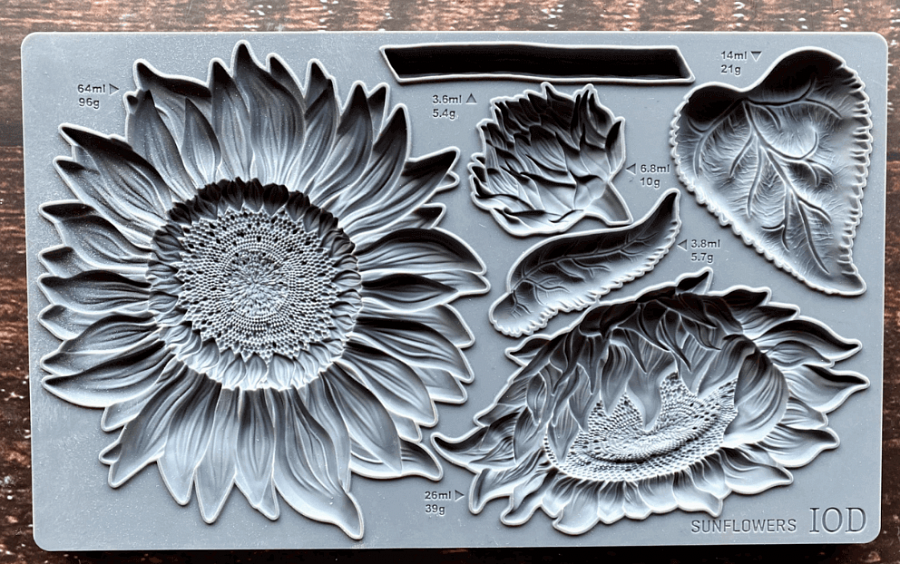 64ml
96g
3.6ml
5.4g
14ml
21g
6.8ml
10g
3.8ml
5.7g
26ml
39g
SUNFLOWERS IOD